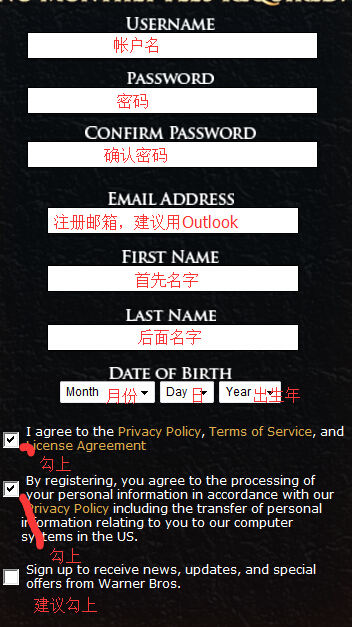 NO MONTHLY FEES REQUIRED!
USERNAME
帐户名
PASSWORD
密码
CONFIRM PASSWORD
确认密码
EMAIL ADDRESS
注册邮箱，建议用Outlook
FIRST NAME
首先名字
LAST NAME
后面名字
DATE OF BIRTH
Month 月份 Day 日 Year 出生年
I agree to the Privacy Policy, Terms of Service, and
License Agreement
勾上
By registering, you agree to the processing of
your personal information in accordance with our
Privacy Policy including the transfer of personal
information relating to you to our computer
systems in the US.
勾上
Sign up to receive news, updates, and special
offers from Warner Bros.
建议勾上